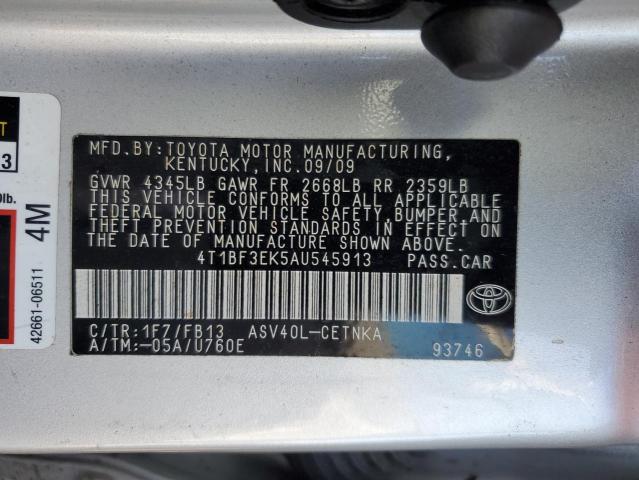 T
3
lb.
4M
42661-06511
MFD. BY: TOYOTA MOTOR MANUFACTURING,
KENTUCKY, INC. 09/09
GVWR 4345LB GAWR FR 2668LB RR 2359LB
THIS VEHICLE CONFORMS TO ALL APPLICABLE
FEDERAL MOTOR VEHICLE SAFETY, BUMPER, AND
THEFT PREVENTION STANDARDS IN EFFECT ON
THE DATE OF MANUFACTURE SHOWN ABOVE.
4T1BF3EK5AU545913 PASS. CAR
C/TR: 1F7/FB13 ASV40L-CETNKA
A/TM: -05A/U760E 93746